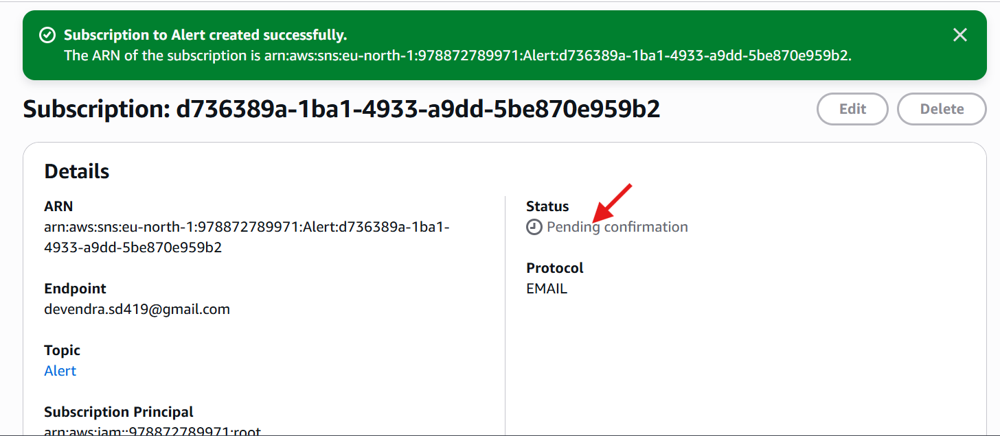 Subscription to Alert created successfully.
The ARN of the subscription is arn:aws:sns:eu-north-1:978872789971:Alert:d736389a-1ba1-4933-a9dd-5be870e959b2.
Subscription: d736389a-1ba1-4933-a9dd-5be870e959b2
Edit
Delete
Details
ARN
arn:aws:sns:eu-north-1:978872789971:Alert:d736389a-1ba1-
4933-a9dd-5be870e959b2
Endpoint
devendra.sd419@gmail.com
Topic
Alert
Subscription Principal
arn:aws:iam::978872789971:root
Status
Pending confirmation
Protocol
EMAIL